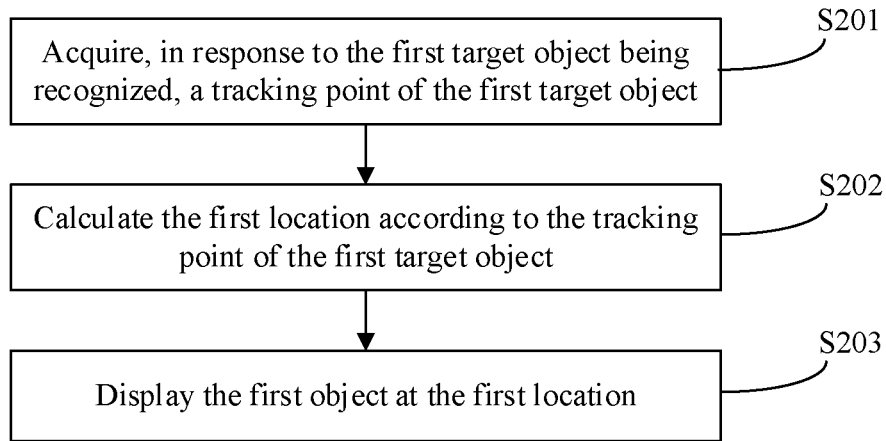 S201
Acquire, in response to the first target object being
recognized, a tracking point of the first target object
S202
Calculate the first location according to the tracking
point of the first target object
S203
Display the first object at the first location